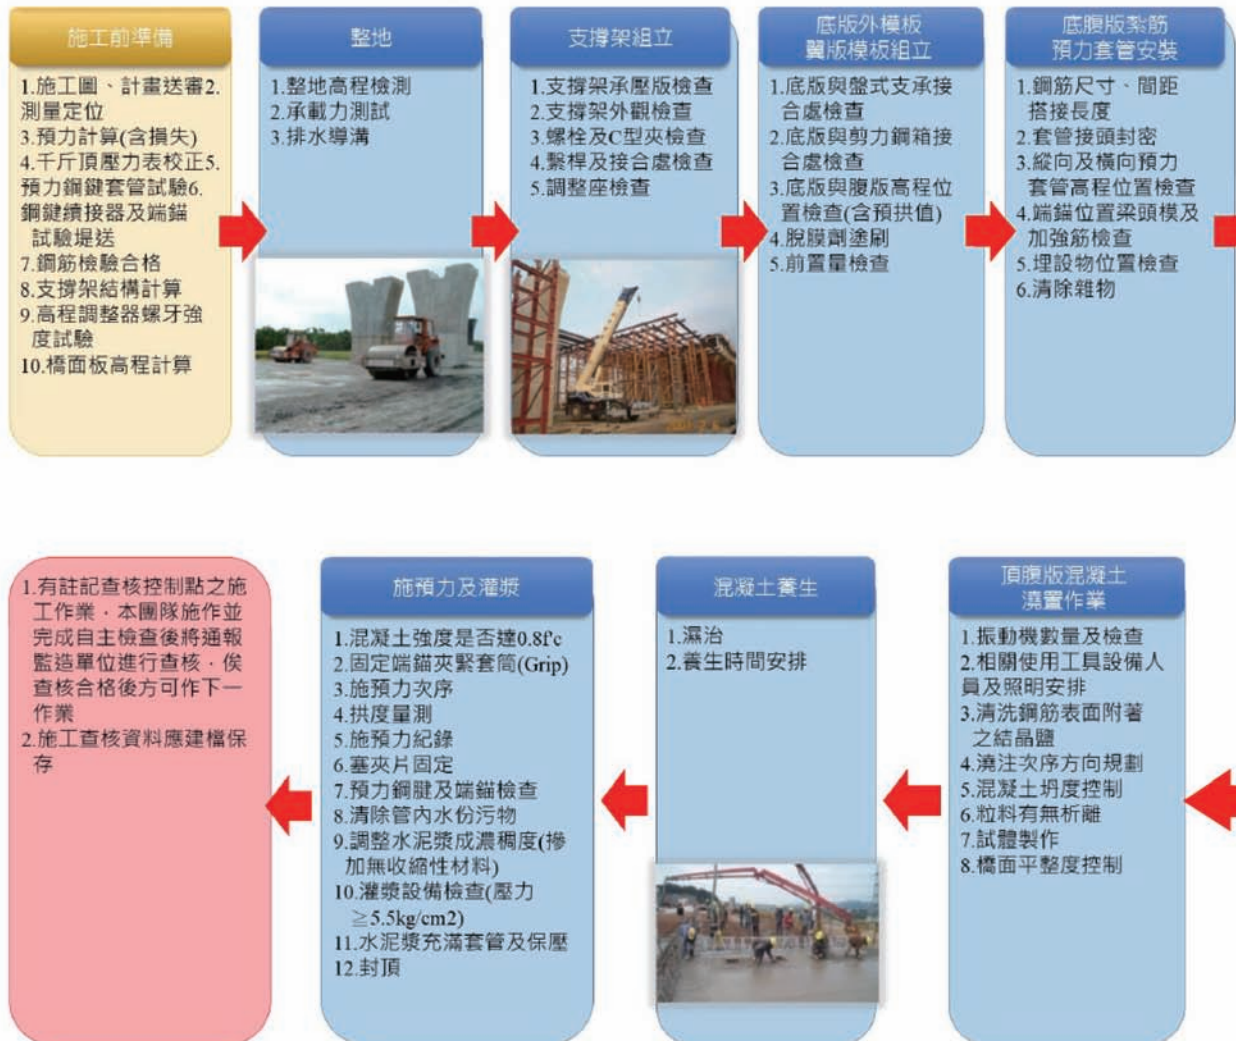 施工前準備
1.施工圖、計畫送審2.
測量定位
3.預力計算(含損失)
4.千斤頂壓力表校正5.
預力鋼鍵套管試驗6.
鋼鍵續接器及端錨
試驗堤送
7.鋼筋檢驗合格
8.支撐架結構計算
9.高程調整器螺牙強
度試驗
10.橋面板高程計算
整地
1.整地高程檢測
2.承載力測試
3.排水導溝
支撐架組立
1.支撐架承壓版檢查
2.支撐架外觀檢查
3.螺栓及C型夾檢查
4.繫桿及接合處檢查
5.調整座檢查
底版外模板
翼版模板組立
1.底版與盤式支承接
合處檢查
2.底版與剪力鋼箱接
合處檢查
3.底版與腹版高程位
置檢查(含預拱值)
4.脫膜劑塗刷
5.前置量檢查
底腹版紮筋
預力套管安裝
1.鋼筋尺寸、間距
搭接長度
2.套管接頭封密
3.縱向及橫向預力
套管高程位置檢查
4.端錨位置梁頭模及
加強筋檢查
5.埋設物位置檢查
6.清除雜物
頂腹版混凝土
澆置作業
1.振動機數量及檢查
2.相關使用工具設備人
員及照明安排
3.清洗鋼筋表面附著
之結晶鹽
4.澆注次序方向規劃
5.混凝土坍度控制
6.粒料有無析離
7.試體製作
8.橋面平整度控制
混凝土養生
1.濕治
2.養生時間安排
施預力及灌漿
1.混凝土強度是否達0.8f'c
2.固定端錨夾緊套筒(Grip)
3.施預力次序
4.拱度量測
5.施預力紀錄
6.塞夾片固定
7.預力鋼腱及端錨檢查
8.清除管內水份污物
9.調整水泥漿成濃稠度(摻
加無收縮性材料)
10.灌漿設備檢查(壓力
≧5.5kg/cm2)
11.水泥漿充滿套管及保壓
12.封頂
1.有註記查核控制點之施
工作業，本團隊施作並
完成自主檢查後將通報
監造單位進行查核，俟
查核合格後方可作下一
作業
2.施工查核資料應建檔保
存